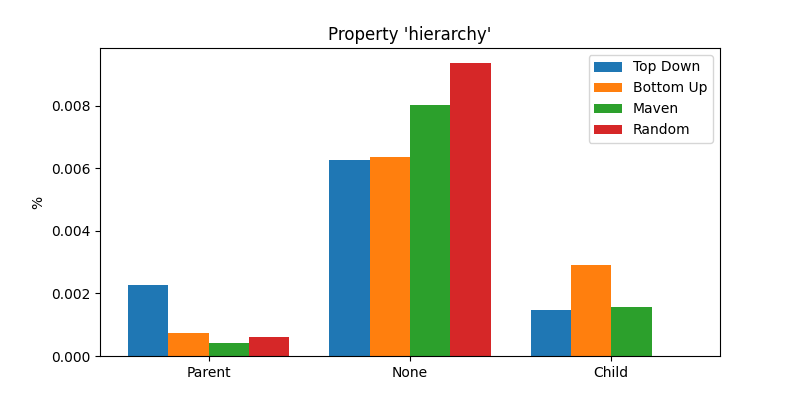 Property 'hierarchy'
Top Down
Bottom Up
Maven
Random
%
0.008
0.006
0.004
0.002
0.000
Parent None Child